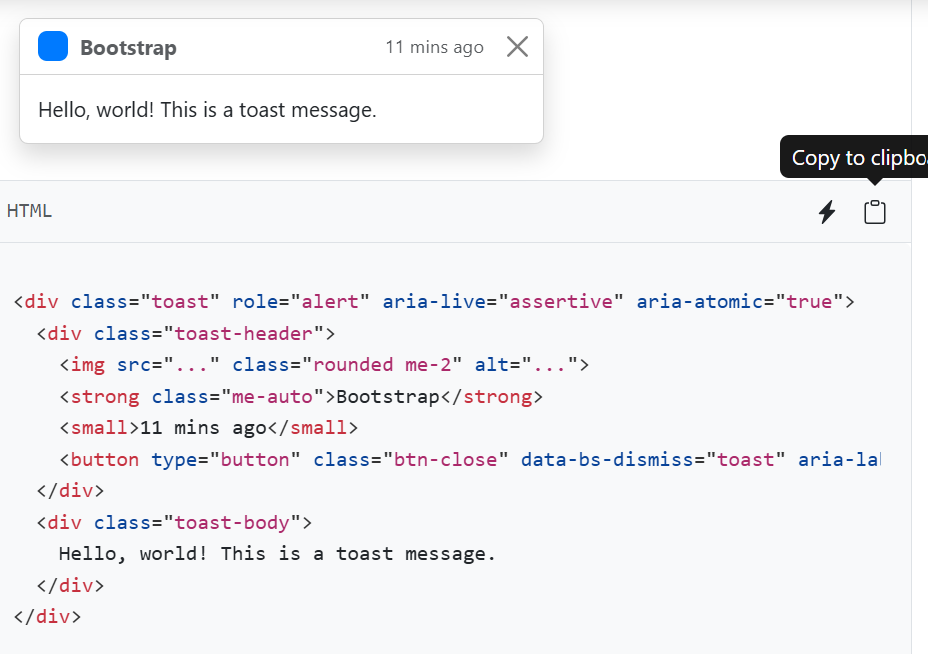 Bootstrap 11 mins ago
Hello, world! This is a toast message.
Copy to clipbo
HTML
<div class="toast" role="alert" aria-live="assertive" aria-atomic="true">
  <div class="toast-header">
    <img src="..." class="rounded me-2" alt="...">
    <strong class="me-auto">Bootstrap</strong>
    <small>11 mins ago</small>
    <button type="button" class="btn-close" data-bs-dismiss="toast" aria-la
  </div>
  <div class="toast-body">
    Hello, world! This is a toast message.
  </div>
</div>